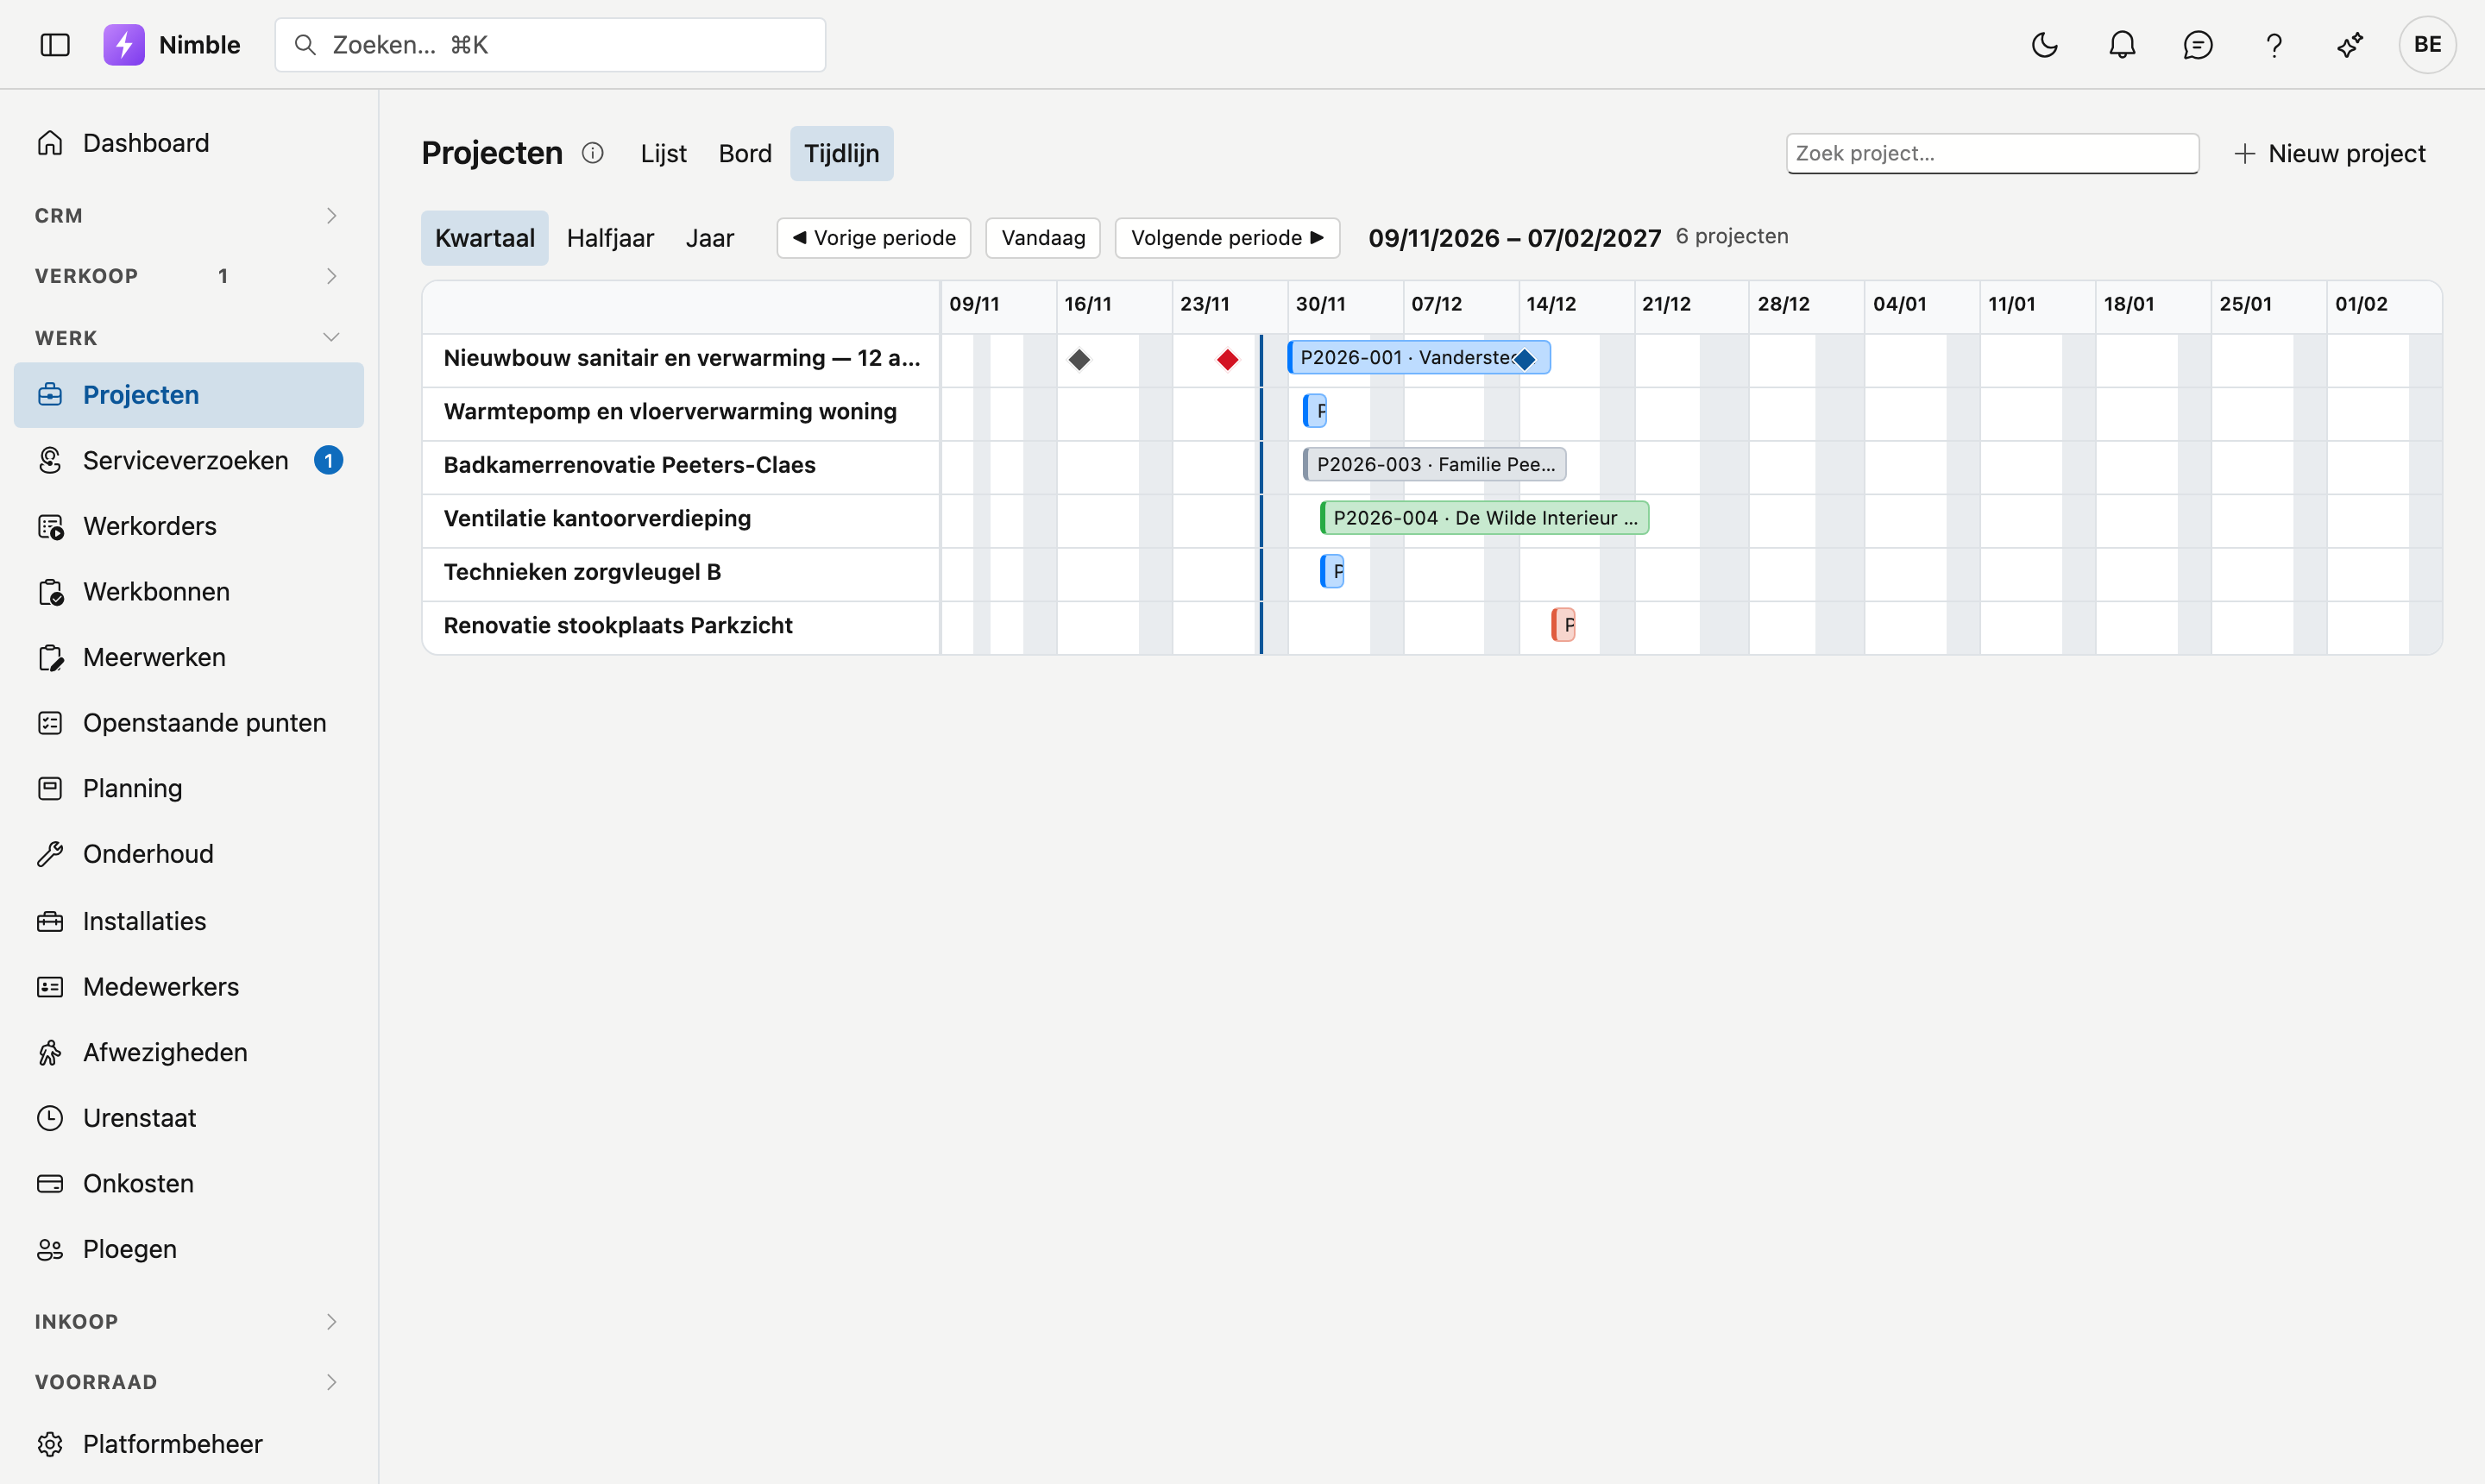 Nimble
Zoeken... ⌘K
BE
Dashboard
CRM
VERKOOP 1
WERK
Projecten
Serviceverzoeken 1
Werkorders
Werkbonnen
Meerwerken
Openstaande punten
Planning
Onderhoud
Installaties
Medewerkers
Afwezigheden
Urenstaat
Onkosten
Ploegen
INKOOP
VOORRAAD
Platformbeheer
Projecten Lijst Bord Tijdlijn
Zoek project...
Nieuw project
Kwartaal Halfjaar Jaar Vorige periode Vandaag Volgende periode 09/11/2026 – 07/02/2027 6 projecten
09/11 16/11 23/11 30/11 07/12 14/12 21/12 28/12 04/01 11/01 18/01 25/01 01/02
Nieuwbouw sanitair en verwarming — 12 a... P2026-001 ·
Warmtepomp en vloerverwarming woning P
Badkamerrenovatie Peeters-Claes P2026-003 · Familie Pee...
Ventilatie kantoorverdieping P2026-004 · De Wilde Interieur ...
Technieken zorgvleugel B P
Renovatie stookplaats Parkzicht P